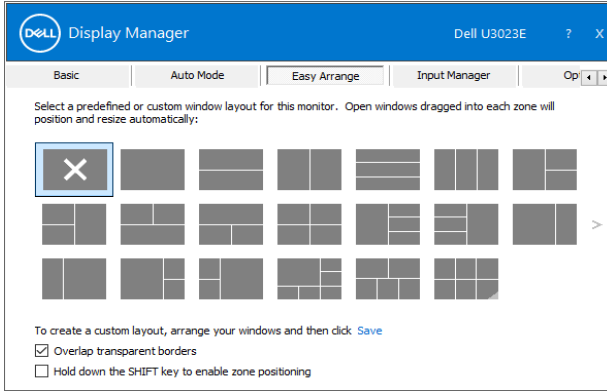 DELL Display Manager Dell U3023E ? X
Basic Auto Mode Easy Arrange Input Manager Op
Select a predefined or custom window layout for this monitor. Open windows dragged into each zone will
position and resize automatically:
>
To create a custom layout, arrange your windows and then click Save
Overlap transparent borders
Hold down the SHIFT key to enable zone positioning